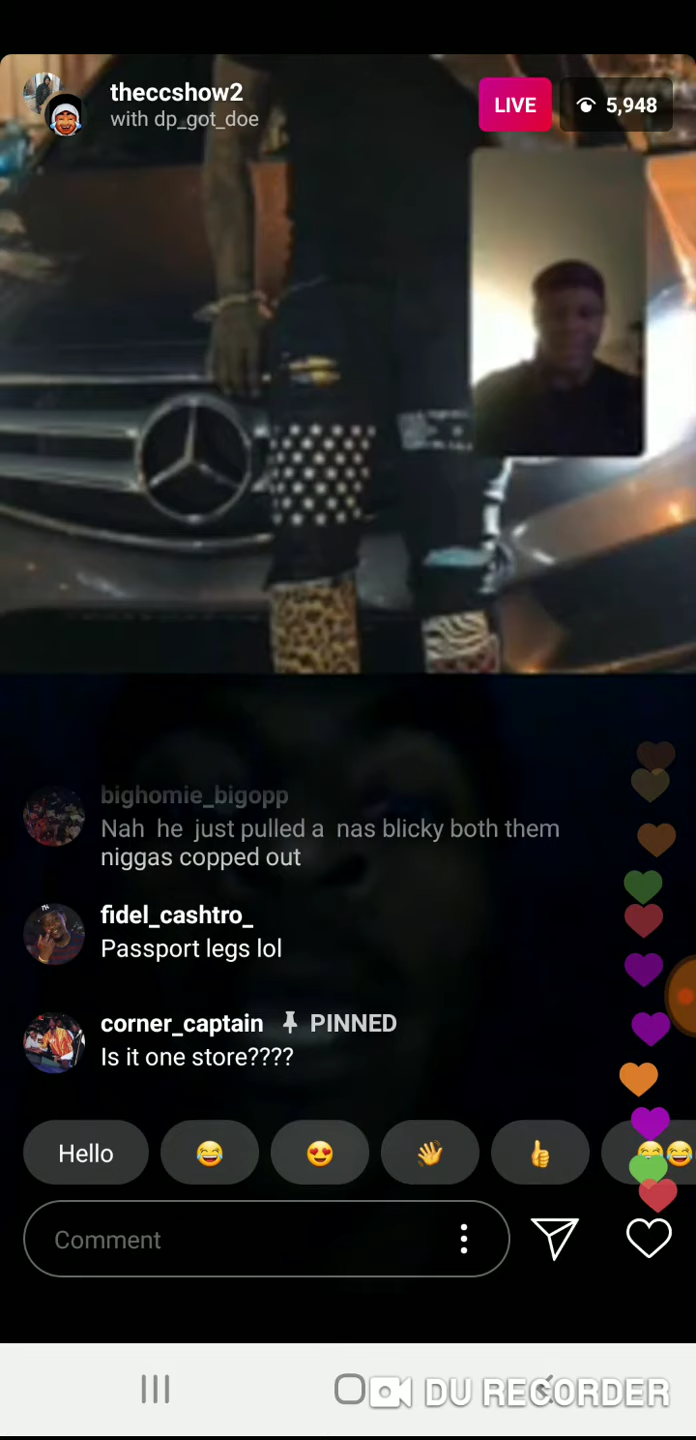 theccshow2
with dp_got_doe
LIVE
5,948
bighomie_bigopp
Nah he just pulled a nas blicky both them
niggas copped out
fidel_cashtro_
Passport legs lol
corner_captain PINNED
Is it one store????
Hello
Comment
DU RECORDER